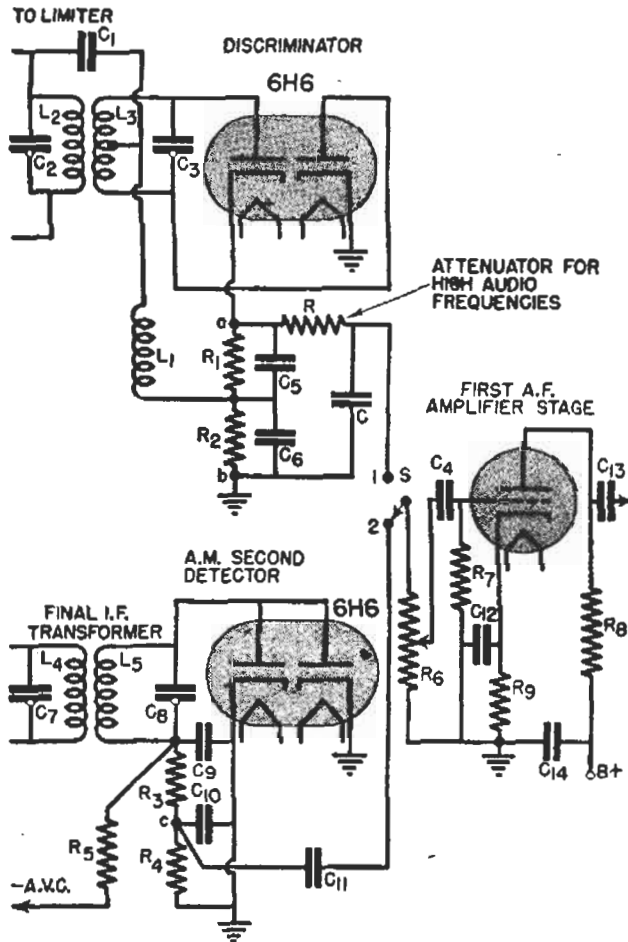 TO LIMITER
C1
DISCRIMINATOR
6H6
L2
L3
C2
C3
ATTENUATOR FOR
HIGH AUDIO
FREQUENCIES
a
R
L1
R1
C5
C
R2
C6
b
FIRST A.F.
AMPLIFIER STAGE
1 S
C4
C13
2
A.M. SECOND
DETECTOR
6H6
R7
FINAL I.F.
TRANSFORMER
C12
R8
L4
L5
R6
C7
C8
R9
C9
C14
B+
R3
C10
c
R5
R4
C11
-A.V.C.